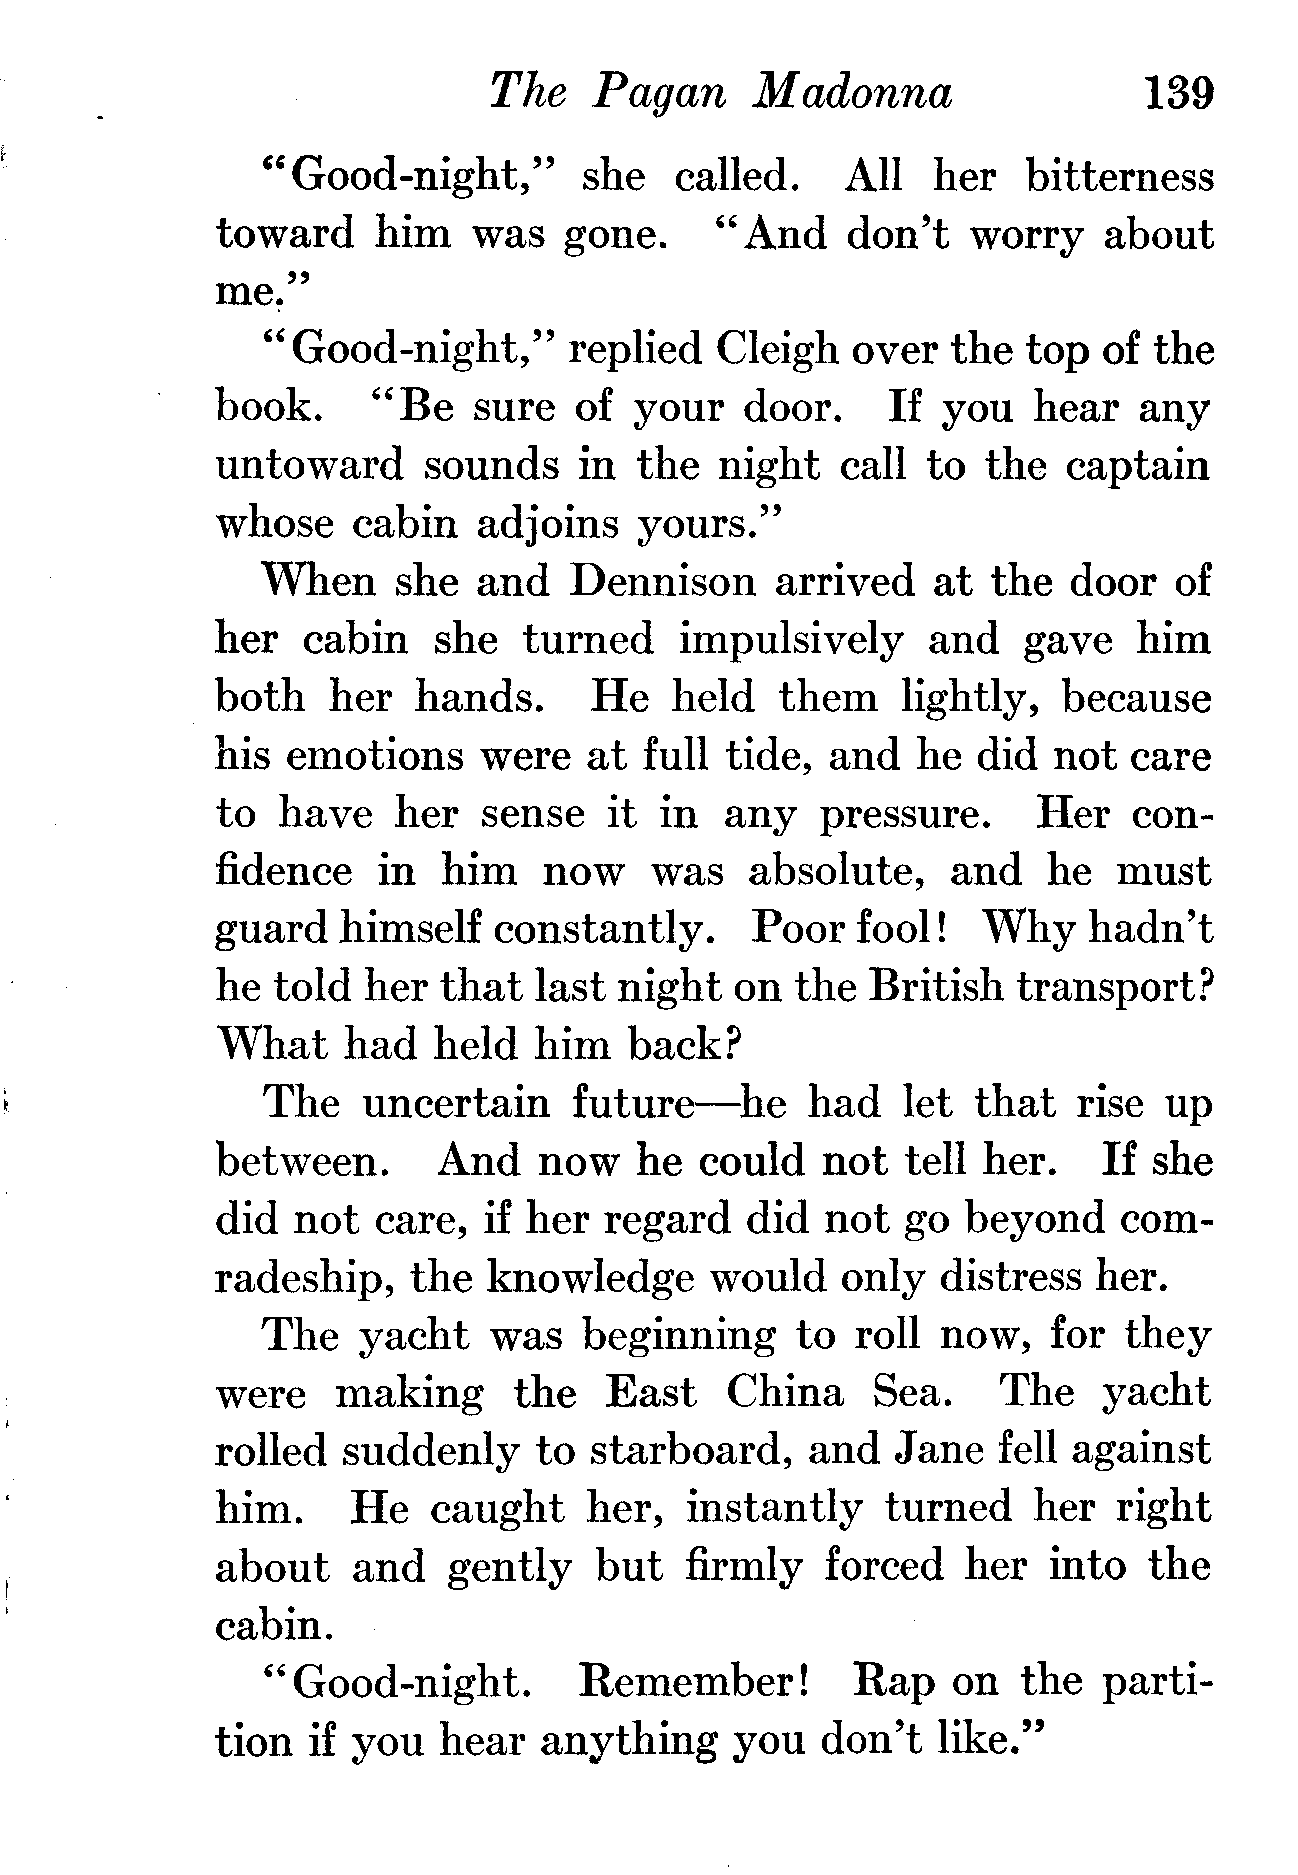 The Pagan Madonna 139
“Good-night,” she called. All her bitterness
toward him was gone. “And don’t worry about
me.”
“Good-night,” replied Cleigh over the top of the
book. “Be sure of your door. If you hear any
untoward sounds in the night call to the captain
whose cabin adjoins yours.”
When she and Dennison arrived at the door of
her cabin she turned impulsively and gave him
both her hands. He held them lightly, because
his emotions were at full tide, and he did not care
to have her sense it in any pressure. Her con-
fidence in him now was absolute, and he must
guard himself constantly. Poor fool! Why hadn’t
he told her that last night on the British transport?
What had held him back?
The uncertain future—he had let that rise up
between. And now he could not tell her. If she
did not care, if her regard did not go beyond com-
radeship, the knowledge would only distress her.
The yacht was beginning to roll now, for they
were making the East China Sea. The yacht
rolled suddenly to starboard, and Jane fell against
him. He caught her, instantly turned her right
about and gently but firmly forced her into the
cabin.
“Good-night. Remember! Rap on the parti-
tion if you hear anything you don’t like.”